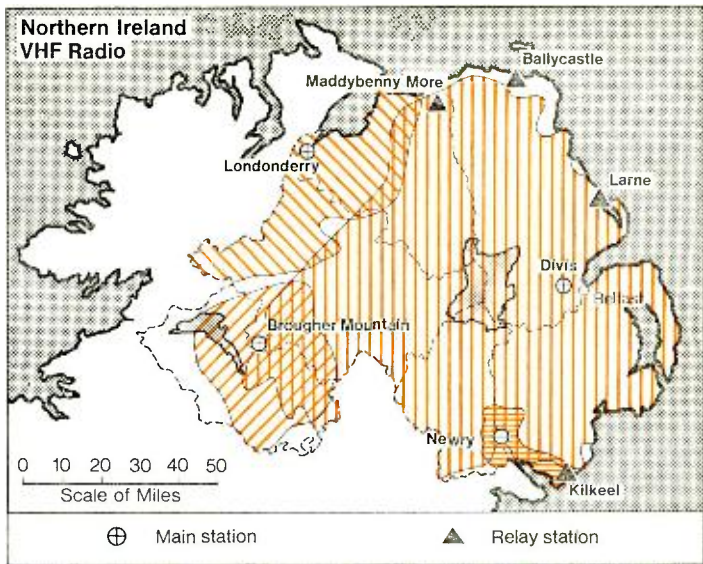 Northern Ireland
VHF Radio
Ballycastle
Maddybenny More
Londonderry
Larne
Divis
Belfast
Brougher Mountain
Newry
Kilkeel
0 10 20 30 40 50
Scale of Miles
Main station
Relay station